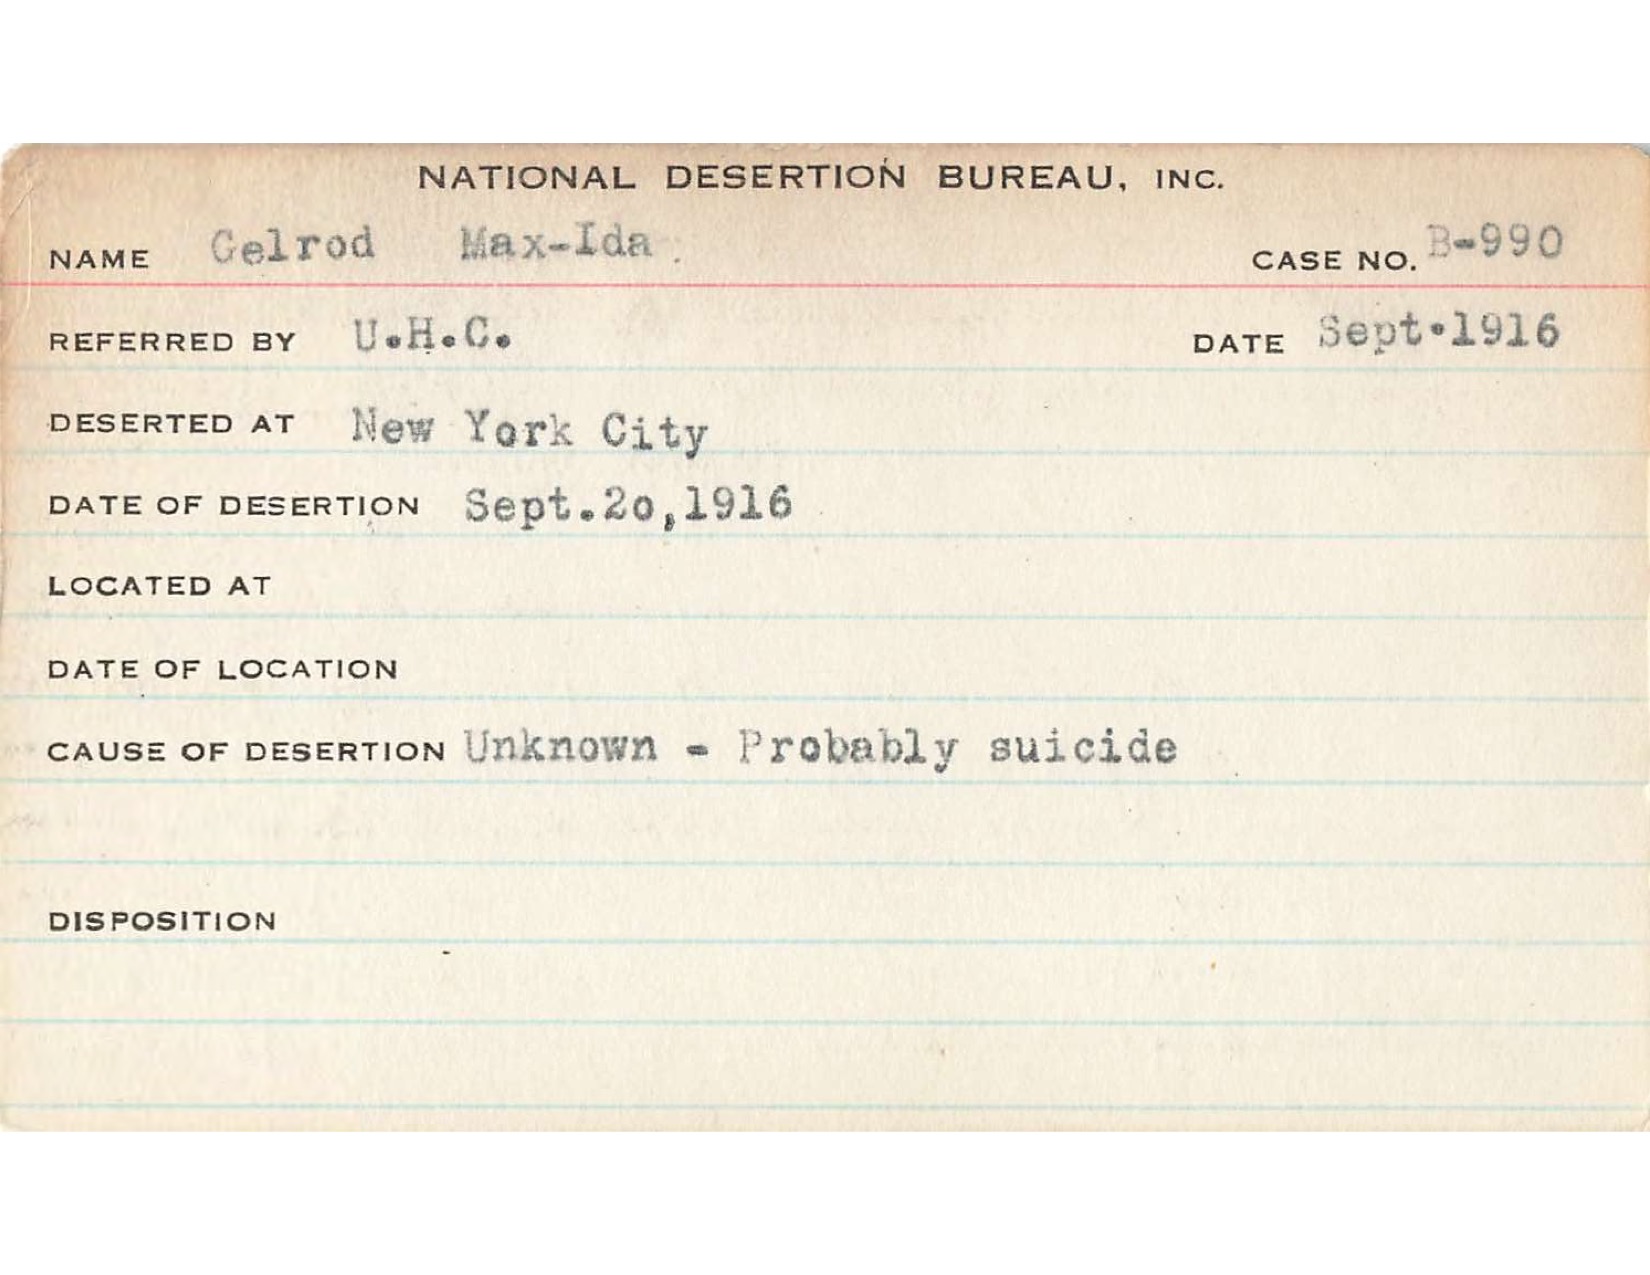 NATIONAL DESERTION BUREAU, INC.
NAME Gelrod Max-Ida CASE NO. B-990
REFERRED BY U.H.C. DATE Sept.1916
DESERTED AT New York City
DATE OF DESERTION Sept.20,1916
LOCATED AT
DATE OF LOCATION
CAUSE OF DESERTION Unknown - Probably suicide
DISPOSITION